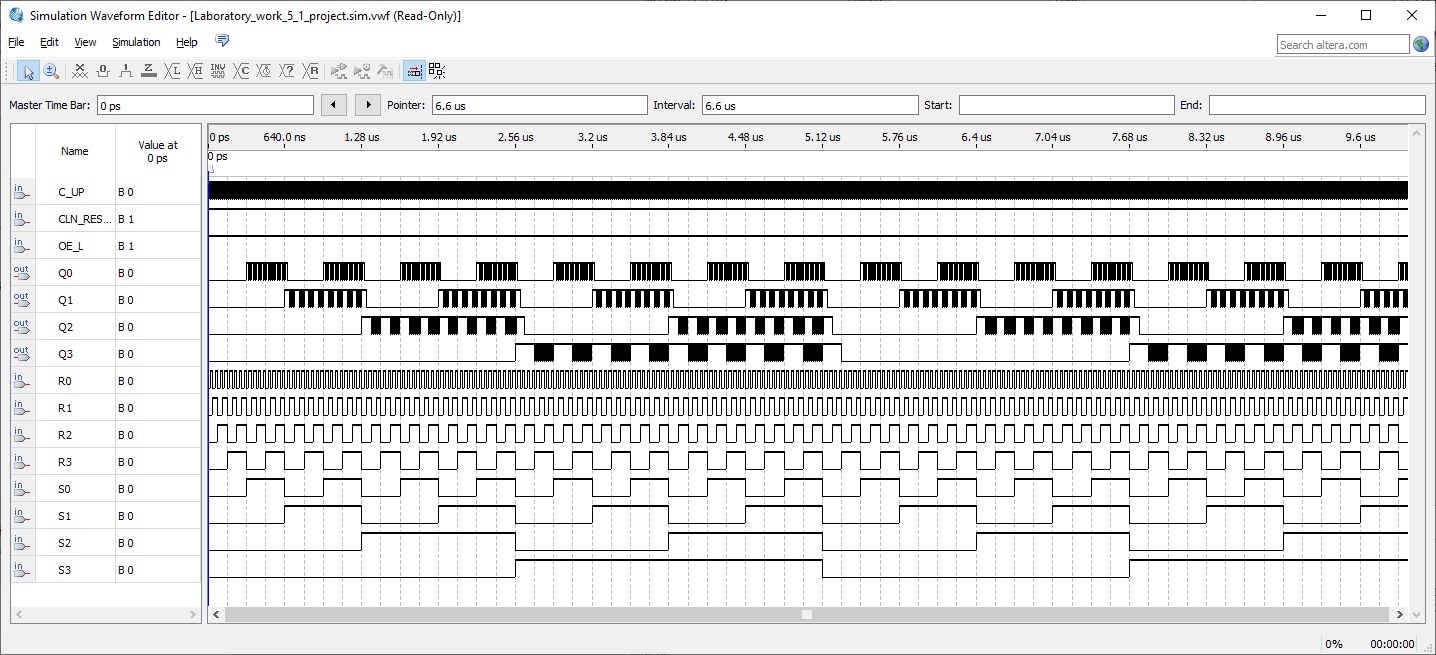 Simulation Waveform Editor - [Laboratory_work_5_1_project.sim.vwf (Read-Only)]
File Edit View Simulation Help
Search altera.com
Master Time Bar: 0 ps Pointer: 6.6 us Interval: 6.6 us Start: End:
Name Value at 0 ps
0 ps 640.0 ns 1.28 us 1.92 us 2.56 us 3.2 us 3.84 us 4.48 us 5.12 us 5.76 us 6.4 us 7.04 us 7.68 us 8.32 us 8.96 us 9.6 us
0 ps
in C_UP B 0
in CLN_RES... B 1
in OE_L B 1
out Q0 B 0
out Q1 B 0
out Q2 B 0
out Q3 B 0
in R0 B 0
in R1 B 0
in R2 B 0
in R3 B 0
in S0 B 0
in S1 B 0
in S2 B 0
in S3 B 0
0% 00:00:00